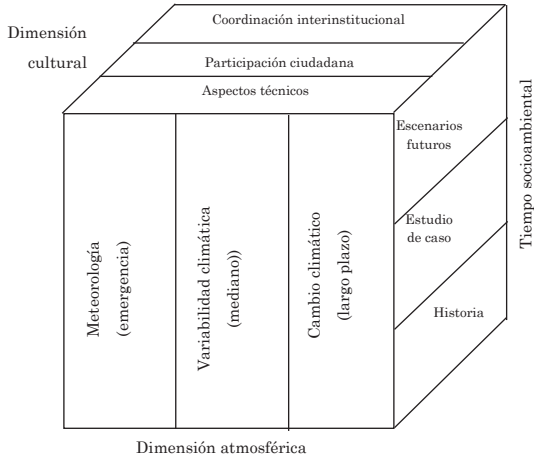 Dimensión
cultural
Coordinación interinstitucional
Participación ciudadana
Aspectos técnicos
Meteorología
(emergencia)
Variabilidad climática
(mediano))
Cambio climático
(largo plazo)
Escenarios
futuros
Estudio
de caso
Historia
Tiempo socioambiental
Dimensión atmosférica